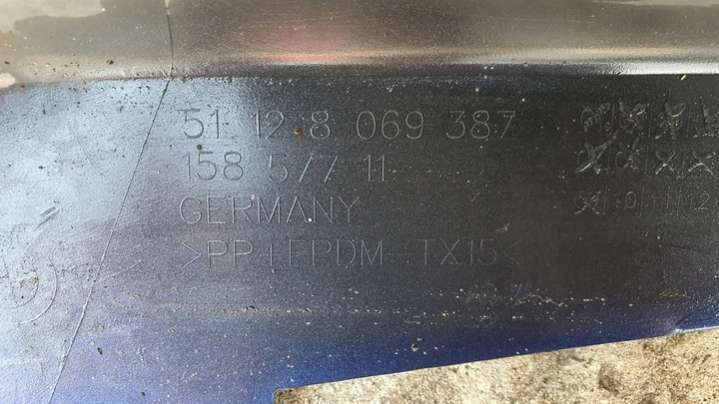 51 12 8 069 387
158 577 11
GERMANY
>PP+EPDM-TX15<